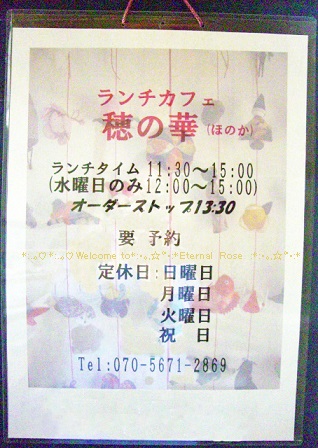 ランチカフェ
穂の華(ほのか)
ランチタイム 11:30～15:00
(水曜日のみ12:00～15:00)
オーダーストップ13:30
要 予約
*:..｡♡*ﾟ..｡♡ Welcome to*:･｡,☆ﾟ'･:*Eternal Rose .:*･｡,☆ﾟ'･:*
定休日:日曜日
月曜日
火曜日
祝 日
Tel:070-5671-2869